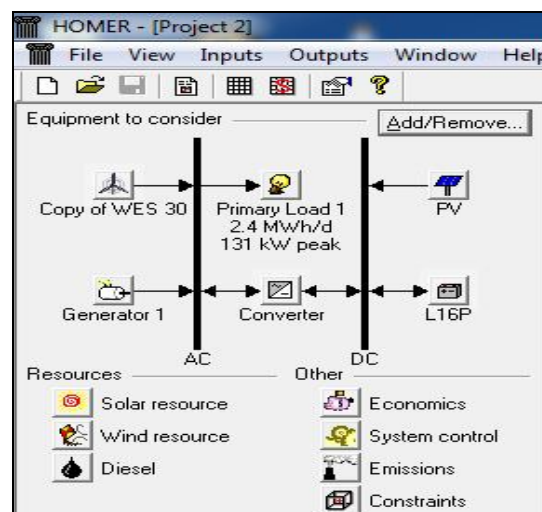 HOMER - [Project 2]
File View Inputs Outputs Window Help
Equipment to consider Add/Remove...
Copy of WES 30 Primary Load 1 PV
2.4 MWh/d
131 kW peak
Generator 1 Converter L16P
AC DC
Resources Other
Solar resource Economics
Wind resource System control
Diesel Emissions
Constraints